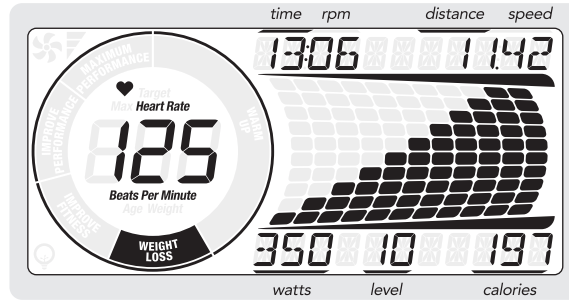 time rpm distance speed
13:06 11.42
MAXIMUM PERFORMANCE
IMPROVE PERFORMANCE
IMPROVE FITNESS
WEIGHT LOSS
WARM UP
Target
Max Heart Rate
125
Beats Per Minute
Age Weight
350 10 197
watts level calories